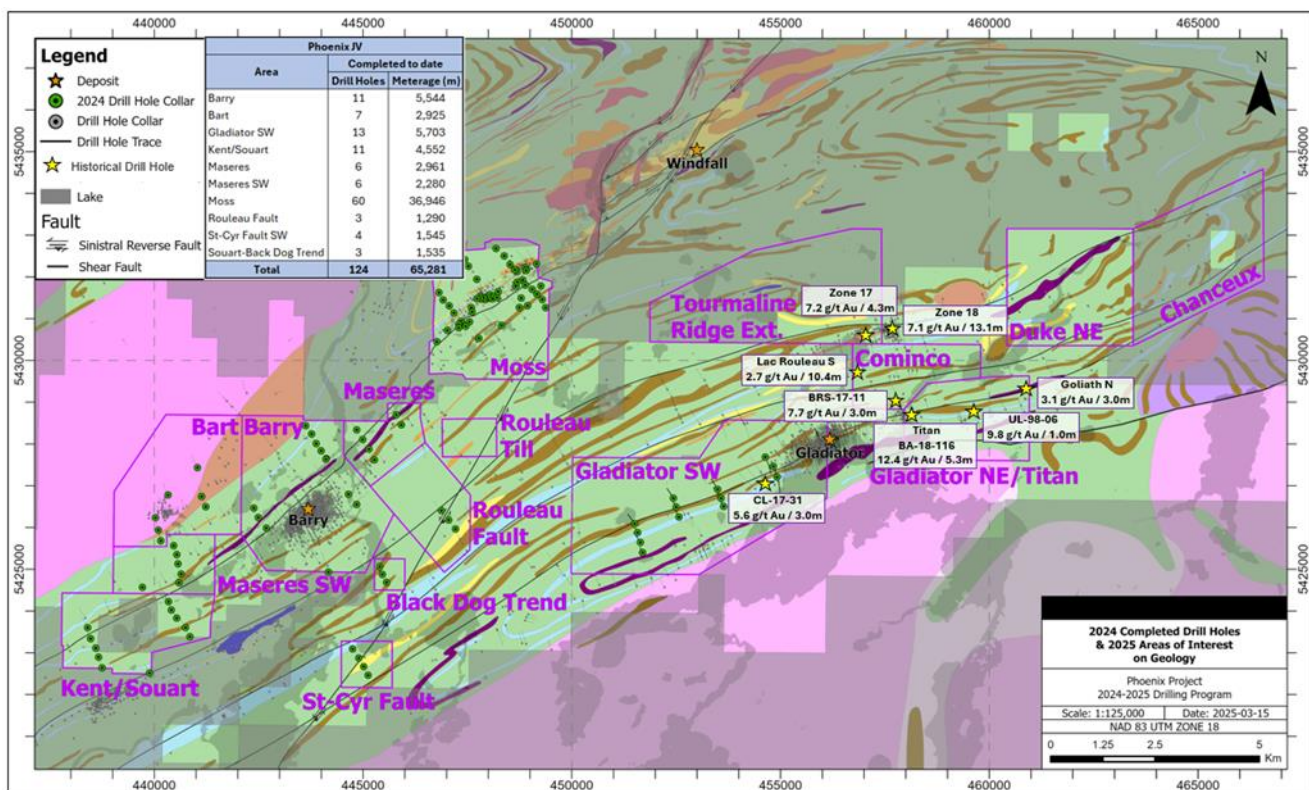 440000 445000 450000 455000 460000 465000
Legend
Deposit
2024 Drill Hole Collar
Drill Hole Collar
Drill Hole Trace
Historical Drill Hole
Lake
Fault
Sinistral Reverse Fault
Shear Fault
Phoenix JV
Area Completed to date
Drill Holes Meterage (m)
Barry 11 5,544
Bart 7 2,925
Gladiator SW 13 5,703
Kent/Souart 11 4,552
Maseres 6 2,961
Maseres SW 6 2,280
Moss 60 36,946
Rouleau Fault 3 1,290
St-Cyr Fault SW 4 1,545
Souart-Back Dog Trend 3 1,535
Total 124 65,281
N
5435000
5435000
Windfall
Tourmaline
Ridge Ext.
Zone 17
7.2 g/t Au / 4.3m
Zone 18
7.1 g/t Au / 13.1m
Duke NE
Chanceux
5430000
5430000
Moss
Cominco
Lac Rouleau S
2.7 g/t Au / 10.4m
Goliath N
3.1 g/t Au / 3.0m
BRS-17-11
7.7 g/t Au / 3.0m
UL-98-06
9.8 g/t Au / 1.0m
Titan
BA-18-116
12.4 g/t Au / 5.3m
Maseres
Bart Barry
Rouleau
Till
Gladiator
Gladiator SW
Gladiator NE/Titan
CL-17-31
5.6 g/t Au / 3.0m
Barry
Rouleau
Fault
5425000
5425000
Maseres SW
Black Dog Trend
Kent/Souart
St-Cyr Fault
2024 Completed Drill Holes
& 2025 Areas of Interest
on Geology
Phoenix Project
2024-2025 Drilling Program
Scale: 1:125,000 Date: 2025-03-15
NAD 83 UTM ZONE 18
0 1.25 2.5 5
Km
440000 445000 450000 455000 460000 465000